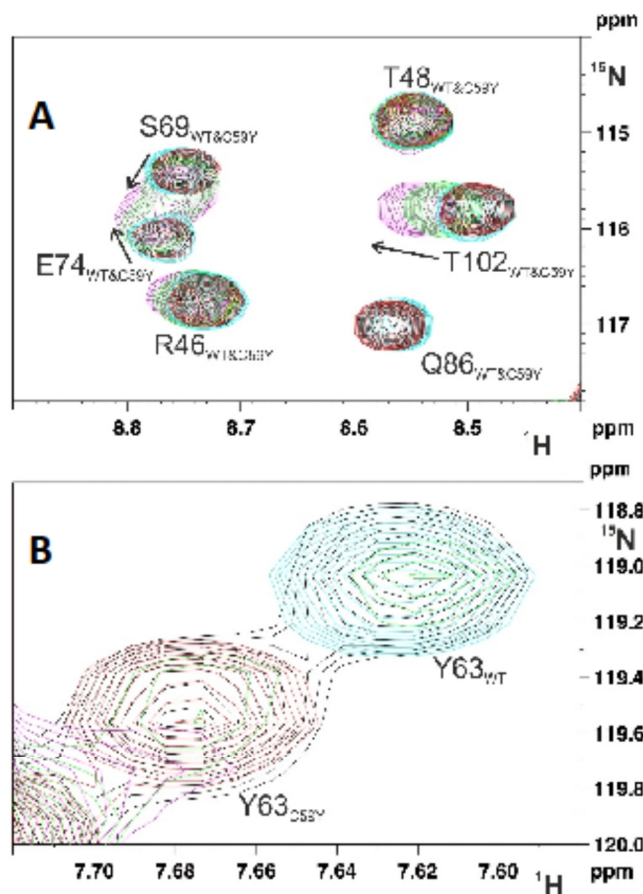 ppm
A
¹⁵N
T48WT&C59Y
S69WT&C59Y
115
116
E74WT&C59Y
T102WT&C59Y
R46WT&C59Y
117
Q86WT&C59Y
8.8 8.7 8.6 8.5 ppm
¹H
ppm
B
118.8
¹⁵N
119.0
119.2
Y63WT
119.4
119.6
Y63C59Y
119.8
120.0
7.70 7.68 7.66 7.64 7.62 7.60 ¹H ppm